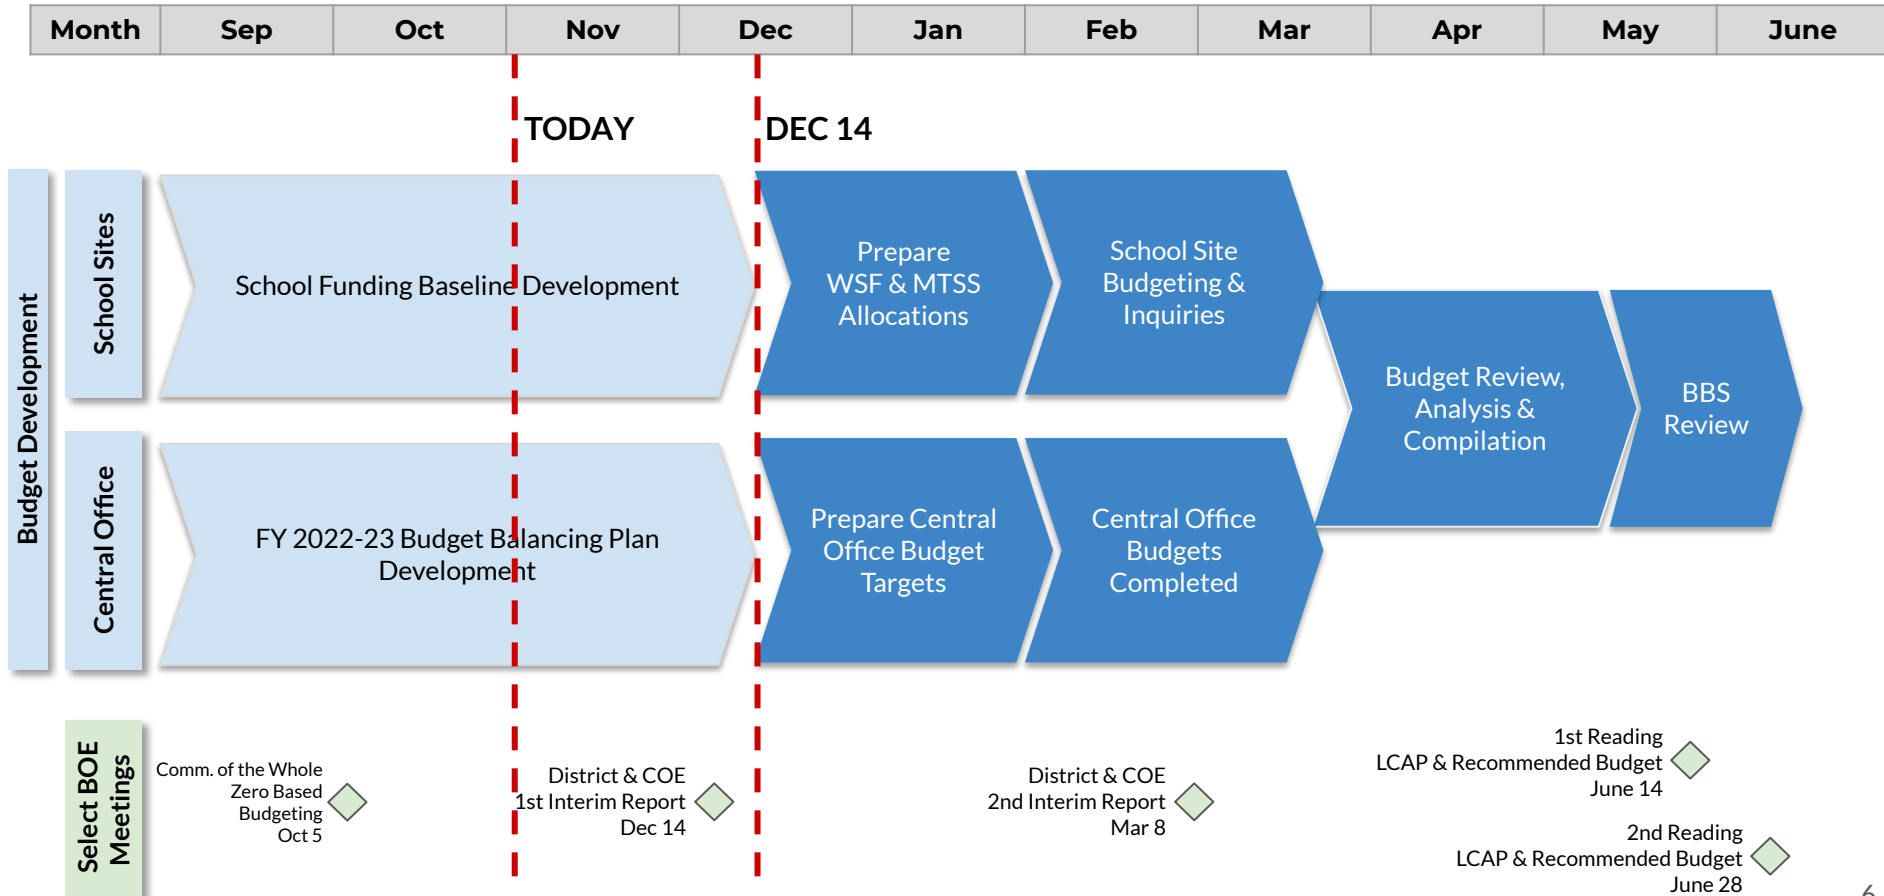 Month Sep Oct Nov Dec Jan Feb Mar Apr May June
TODAY
DEC 14
Budget Development
School Sites
School Funding Baseline Development
Prepare
WSF & MTSS
Allocations
School Site
Budgeting &
Inquiries
Central Office
FY 2022-23 Budget Balancing Plan
Development
Prepare Central
Office Budget
Targets
Central Office
Budgets
Completed
Budget Review,
Analysis &
Compilation
BBS
Review
Select BOE
Meetings
Comm. of the Whole
Zero Based
Budgeting
Oct 5
District & COE
1st Interim Report
Dec 14
District & COE
2nd Interim Report
Mar 8
1st Reading
LCAP & Recommended Budget
June 14
2nd Reading
LCAP & Recommended Budget
June 28
6